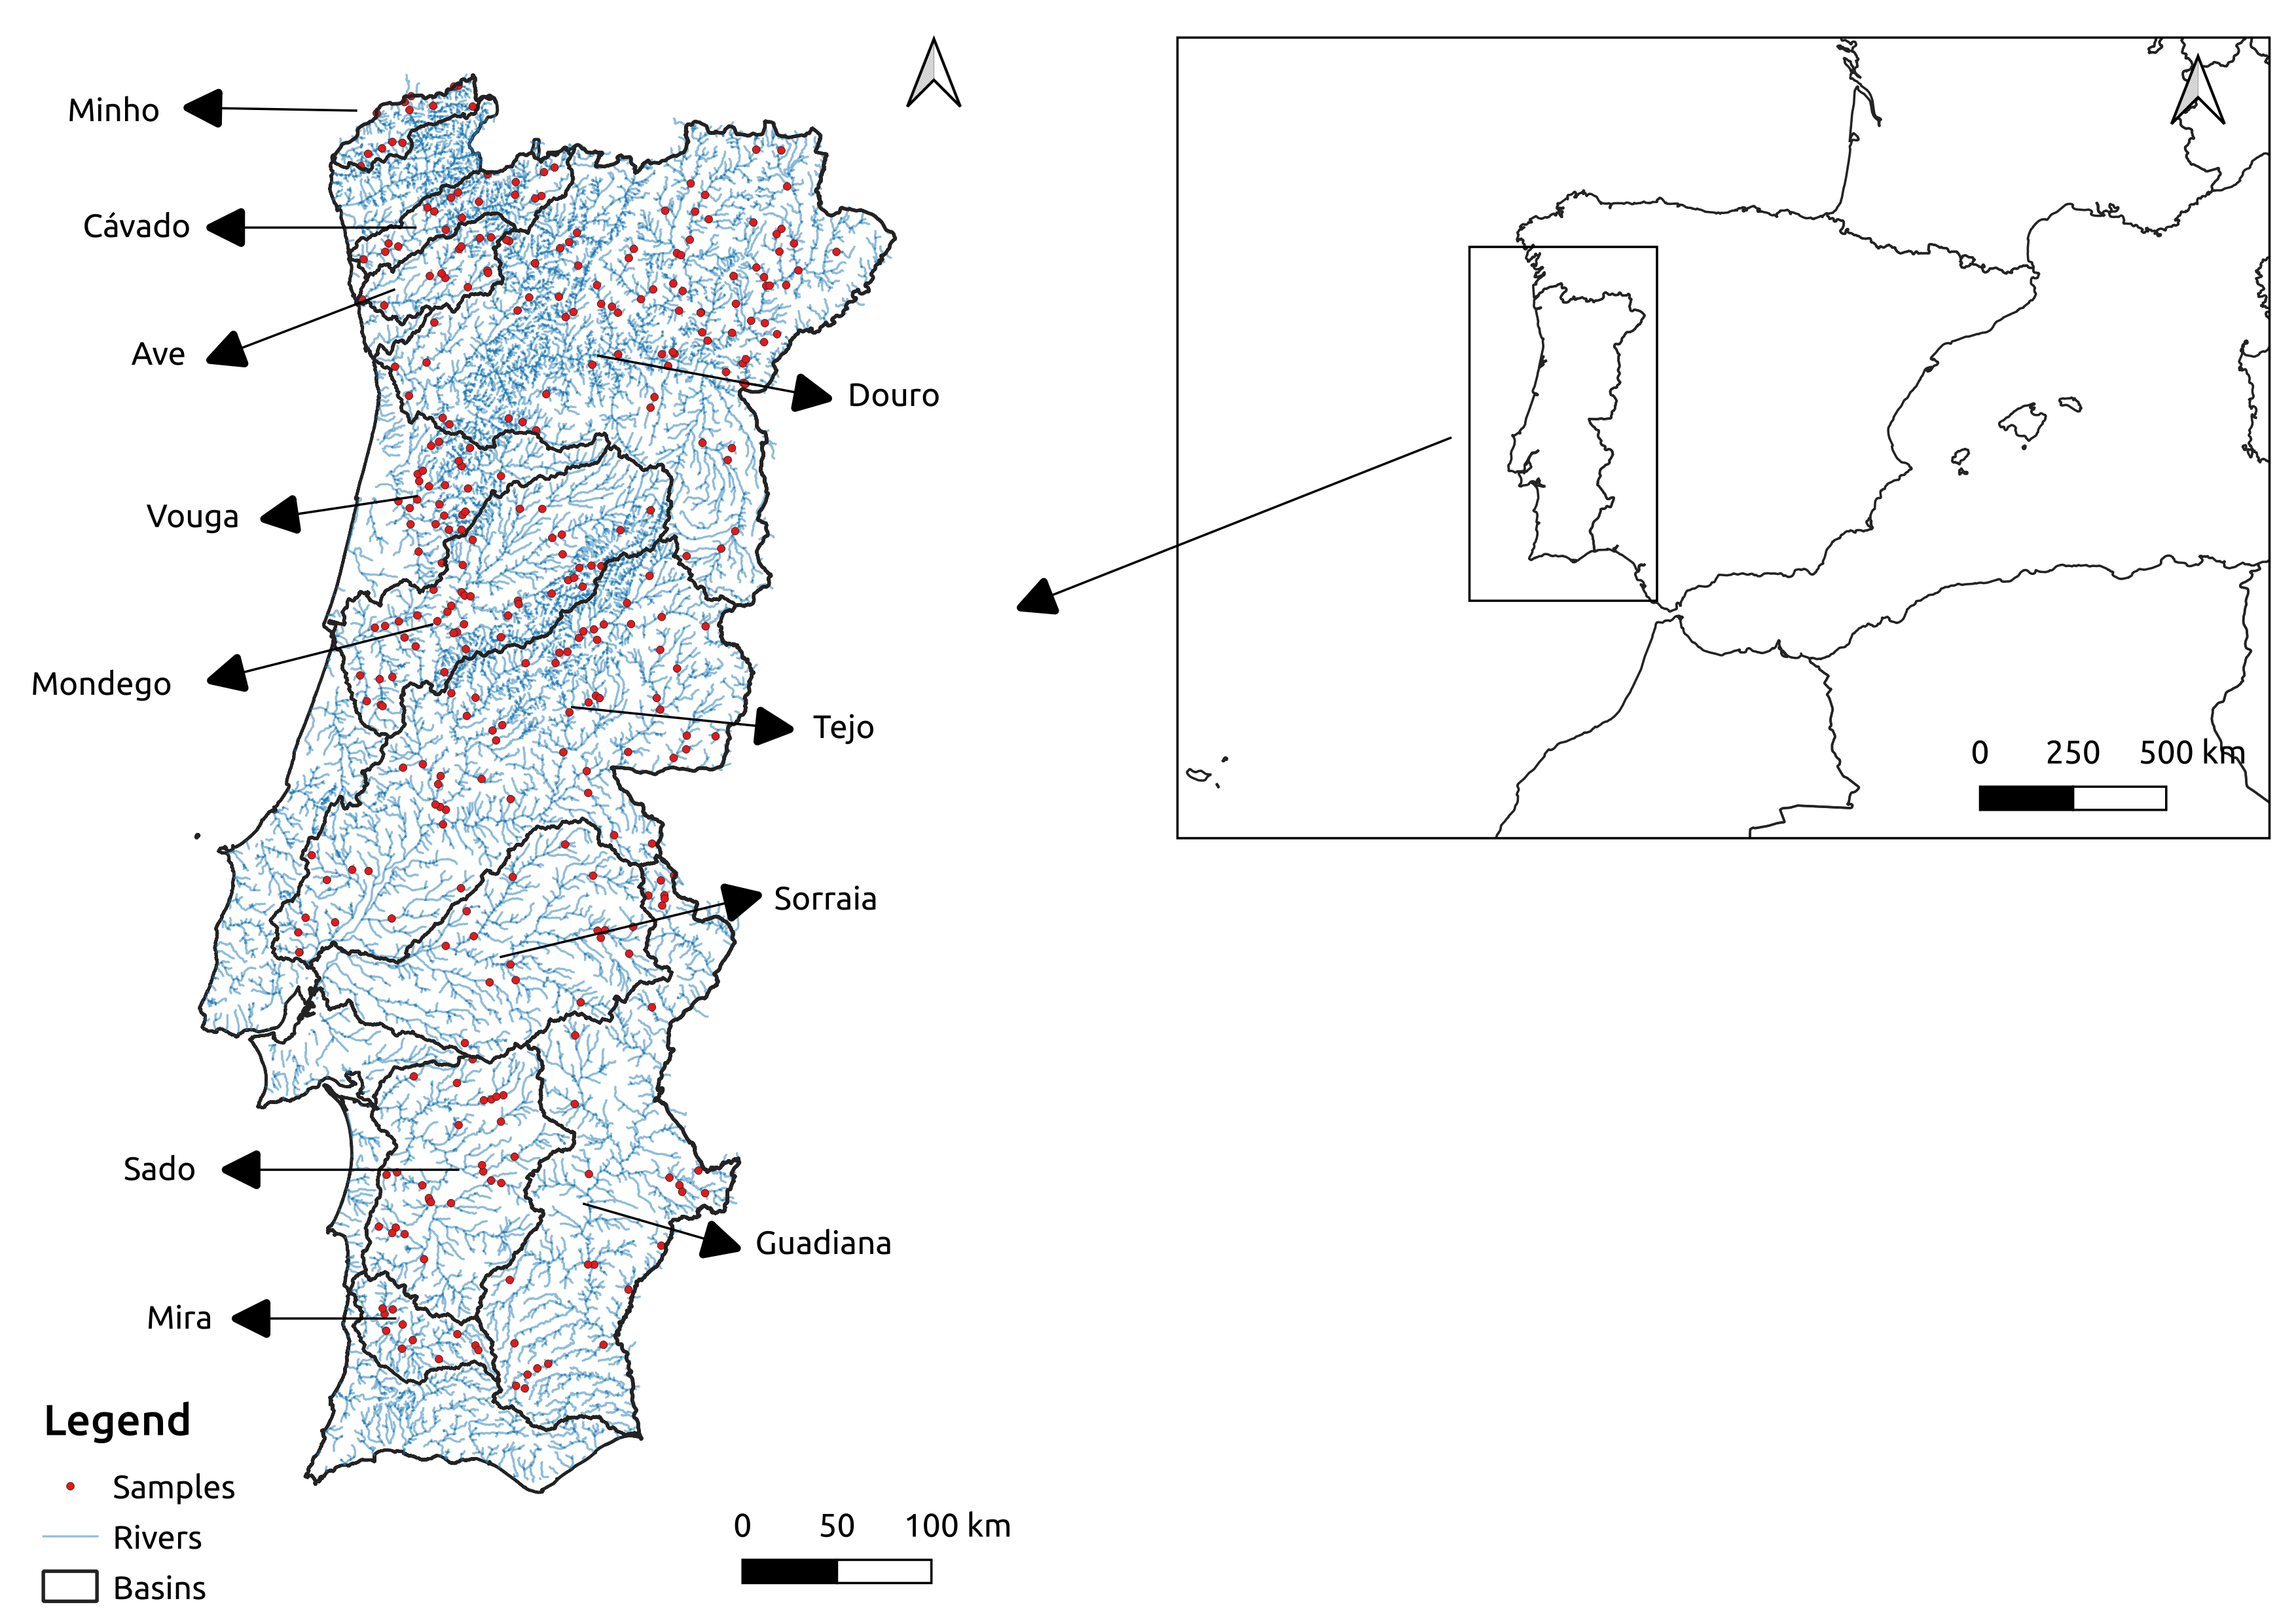 Minho
Cávado
Ave
Douro
Vouga
Mondego
Tejo
Sorraia
Sado
Guadiana
Mira
Legend
Samples
Rivers
Basins
0 50 100 km
0 250 500 km